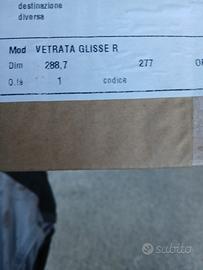 destinazione
diversa
Mod VETRATA GLISSE R
Dim 288,7 277
Q.tà 1 codice
subito